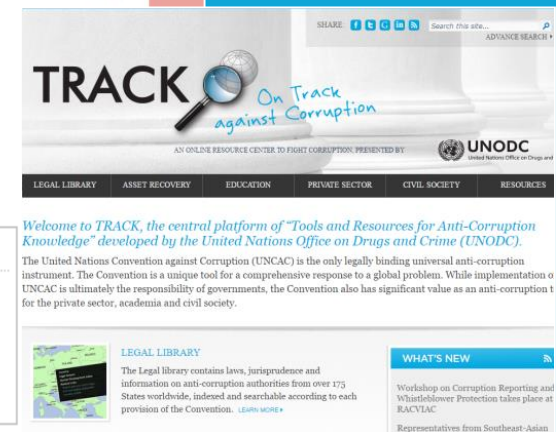 SHARE:
Search this site...
ADVANCE SEARCH
TRACK
On Track
against Corruption
AN ONLINE RESOURCE CENTER TO FIGHT CORRUPTION, PRESENTED BY
UNODC
United Nations Office on Drugs and
LEGAL LIBRARY ASSET RECOVERY EDUCATION PRIVATE SECTOR CIVIL SOCIETY RESOURCES
Welcome to TRACK, the central platform of "Tools and Resources for Anti-Corruption
Knowledge" developed by the United Nations Office on Drugs and Crime (UNODC).
The United Nations Convention against Corruption (UNCAC) is the only legally binding universal anti-corruption
instrument. The Convention is a unique tool for a comprehensive response to a global problem. While implementation o
UNCAC is ultimately the responsibility of governments, the Convention also has significant value as an anti-corruption t
for the private sector, academia and civil society.
LEGAL LIBRARY
The Legal library contains laws, jurisprudence and
information on anti-corruption authorities from over 175
States worldwide, indexed and searchable according to each
provision of the Convention. LEARN MORE
WHAT'S NEW
Workshop on Corruption Reporting and
Whistleblower Protection takes place at
RACVIAC
Representatives from Southeast-Asian